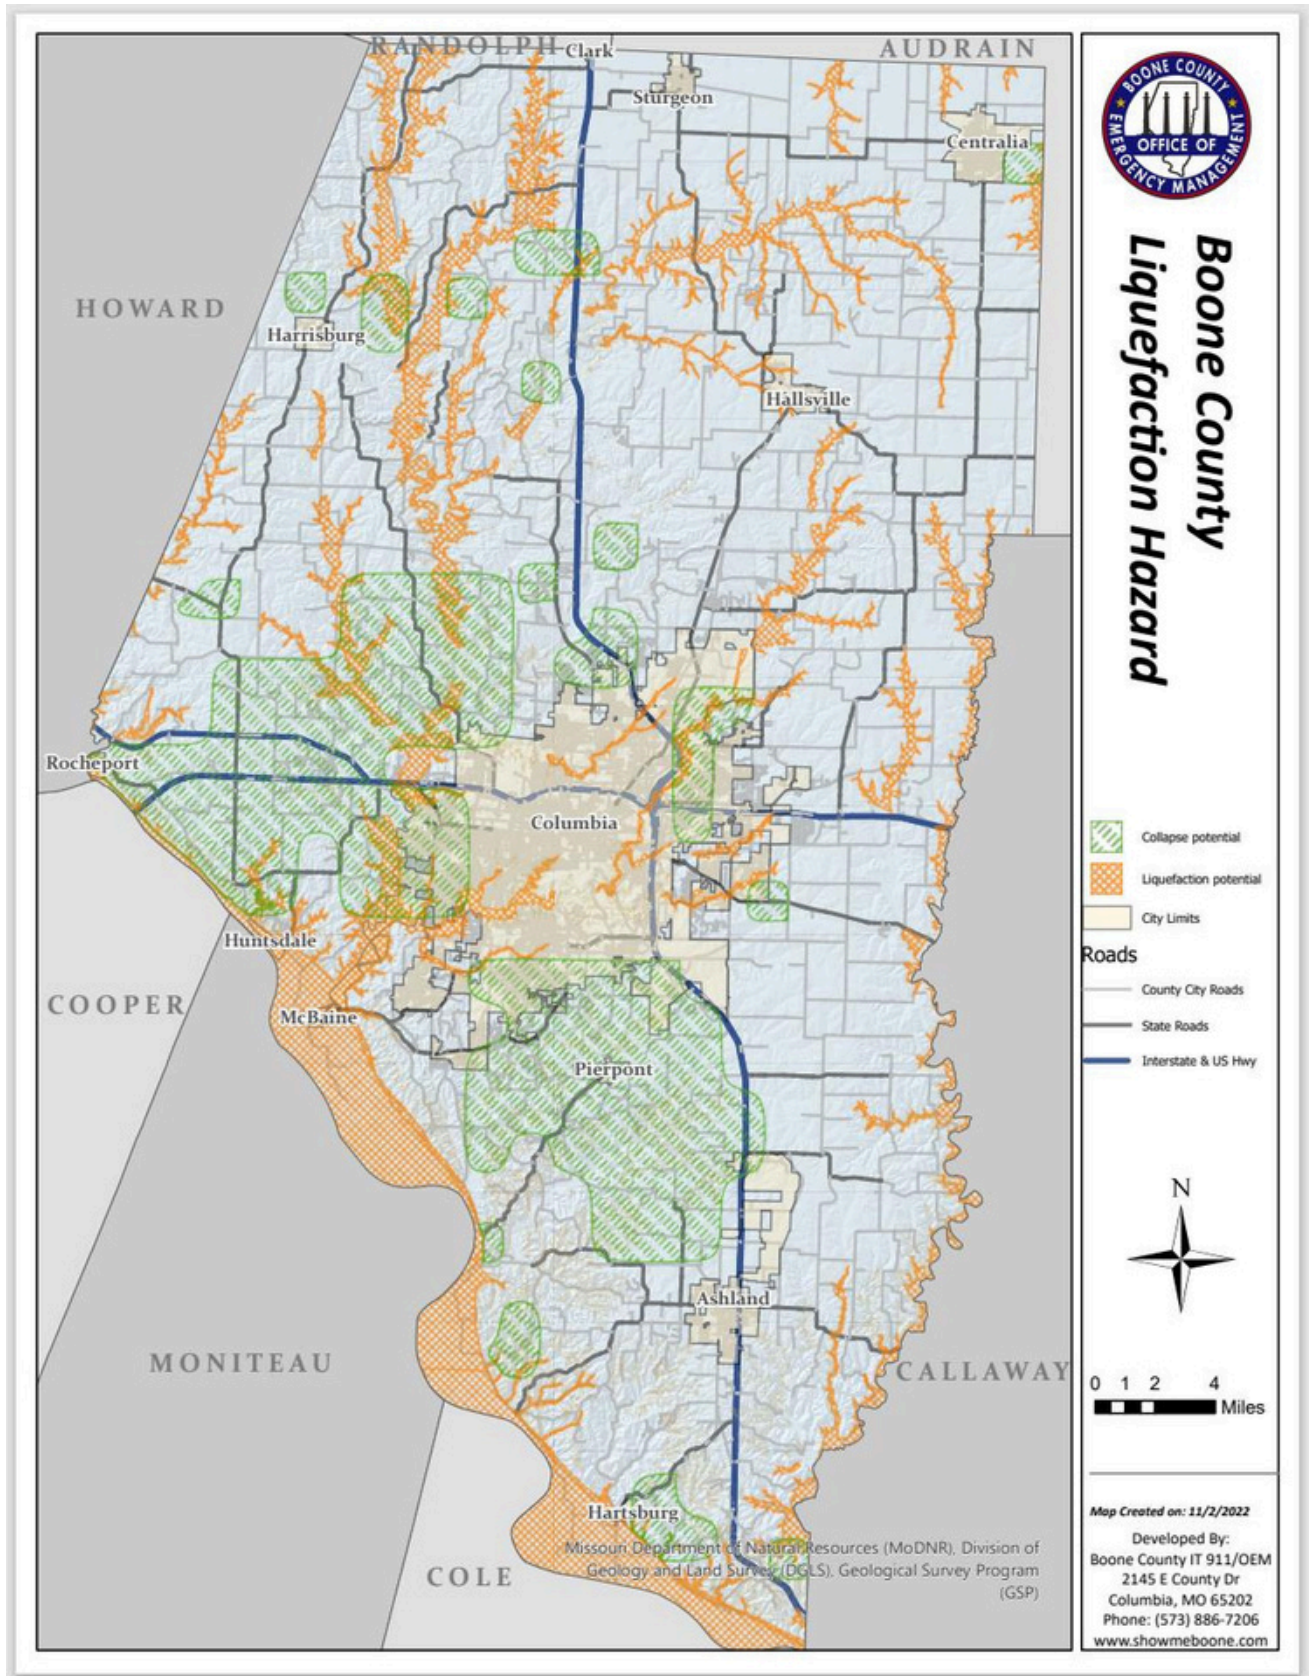 RANDOLPH
Clark
AUDRAIN
Sturgeon
Centralia
HOWARD
Harrisburg
Hallsville
Rocheport
Columbia
Huntsdale
COOPER
McBaine
Pierpont
Ashland
MONITEAU
CALLAWAY
Hartsburg
COLE
Missouri Department of Natural Resources (MoDNR), Division of
Geology and Land Survey (DGLS), Geological Survey Program
(GSP)
BOONE COUNTY
OFFICE OF
EMERGENCY MANAGEMENT
Boone County
Liquefaction Hazard
Collapse potential
Liquefaction potential
City Limits
Roads
County City Roads
State Roads
Interstate & US Hwy
N
0 1 2 4
Miles
Map Created on: 11/2/2022
Developed By:
Boone County IT 911/OEM
2145 E County Dr
Columbia, MO 65202
Phone: (573) 886-7206
www.showmeboone.com